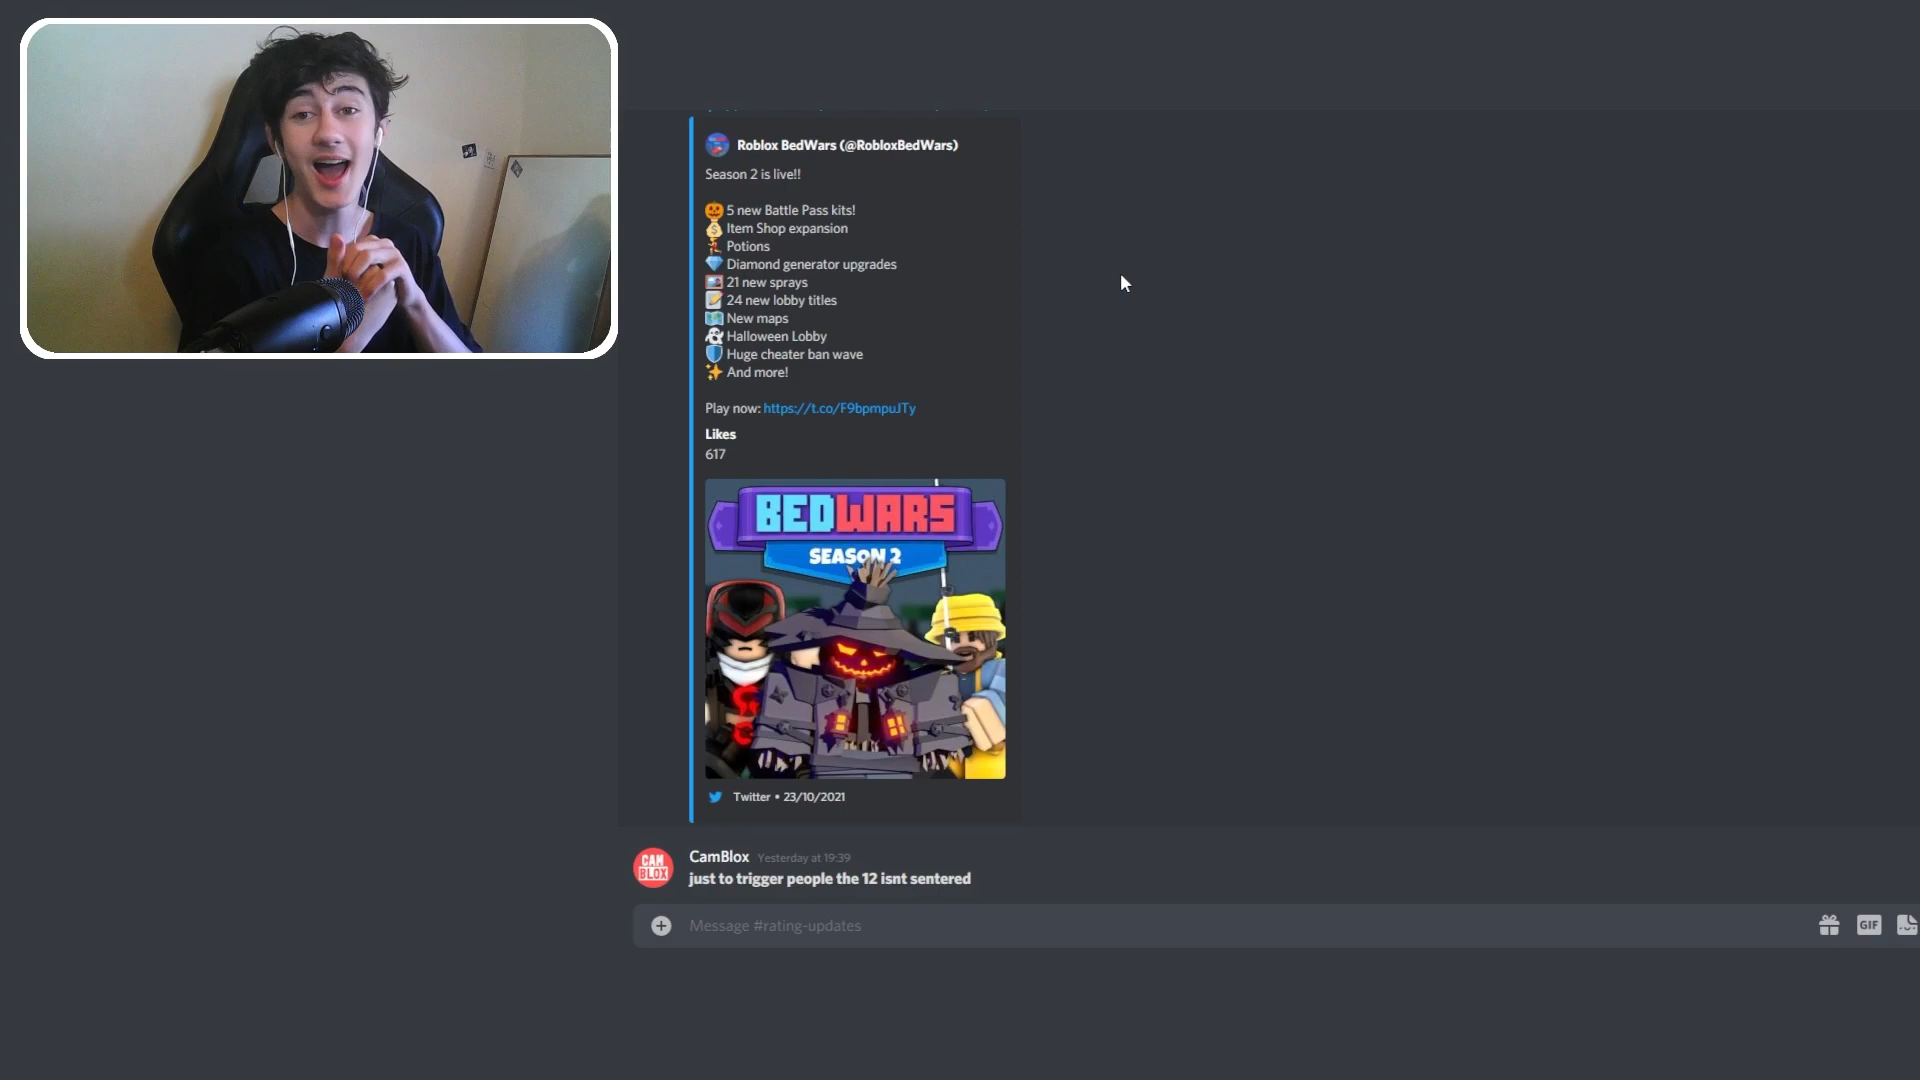 Roblox BedWars (@RobloxBedWars)
Season 2 is live!!
5 new Battle Pass kits!
Item Shop expansion
Potions
Diamond generator upgrades
21 new sprays
24 new lobby titles
New maps
Halloween Lobby
Huge cheater ban wave
And more!
Play now: https://t.co/F9bpmpuJTy
Likes
617
BEDWARS
SEASON 2
Twitter • 23/10/2021
CAM
BLOX
CamBlox Yesterday at 19:39
just to trigger people the 12 isnt sentered
Message #rating-updates
GIF